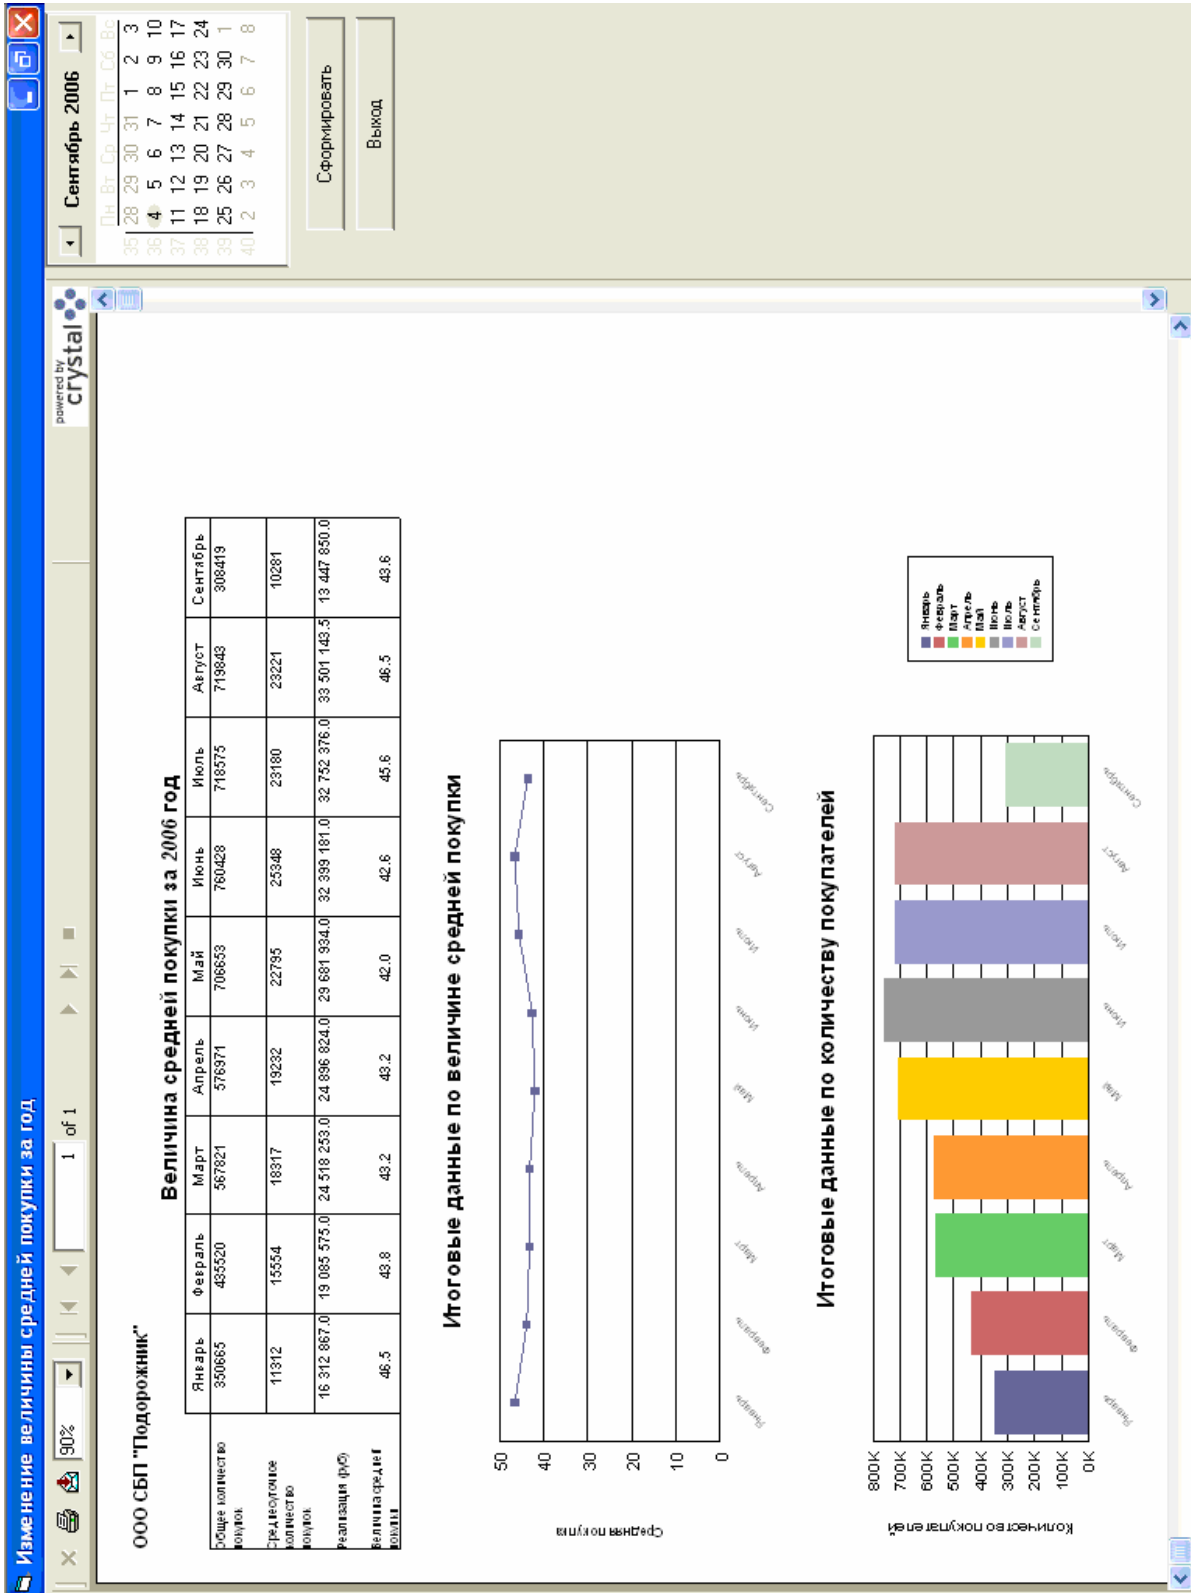 Изменение величины средней покупки за год
90%
1 of 1
powered by
crystal
Сентябрь 2006
Пн Вт Ср Чт Пт Сб Вс
35 28 29 30 31 1 2 3
36 4 5 6 7 8 9 10
37 11 12 13 14 15 16 17
38 18 19 20 21 22 23 24
39 25 26 27 28 29 30 1
40 2 3 4 5 6 7 8
Сформировать
Выход
ООО СБП "Подорожник"
Величина средней покупки за 2006 год
Январь Февраль Март Апрель Май Июнь Июль Август Сентябрь
Общее количество покупок 350665 435520 567821 576971 706653 760428 718575 719843 308419
Среднесуточное количество покупок 11312 15554 18317 19232 22795 25348 23180 23221 10281
Реализация (руб) 16 312 867.0 19 085 575.0 24 518 253.0 24 896 824.0 29 681 934.0 32 399 181.0 32 752 376.0 33 501 143.5 13 447 850.0
Величина средней покупки 46.5 43.8 43.2 43.2 42.0 42.6 45.6 46.5 43.6
Итоговые данные по величине средней покупки
Средняя покупка
50
40
30
20
10
0
Январь Февраль Март Апрель Май Июнь Июль Август Сентябрь
Итоговые данные по количеству покупателей
Количество покупателей
800K
700K
600K
500K
400K
300K
200K
100K
0K
Январь Февраль Март Апрель Май Июнь Июль Август Сентябрь
Январь
Февраль
Март
Апрель
Май
Июнь
Июль
Август
Сентябрь